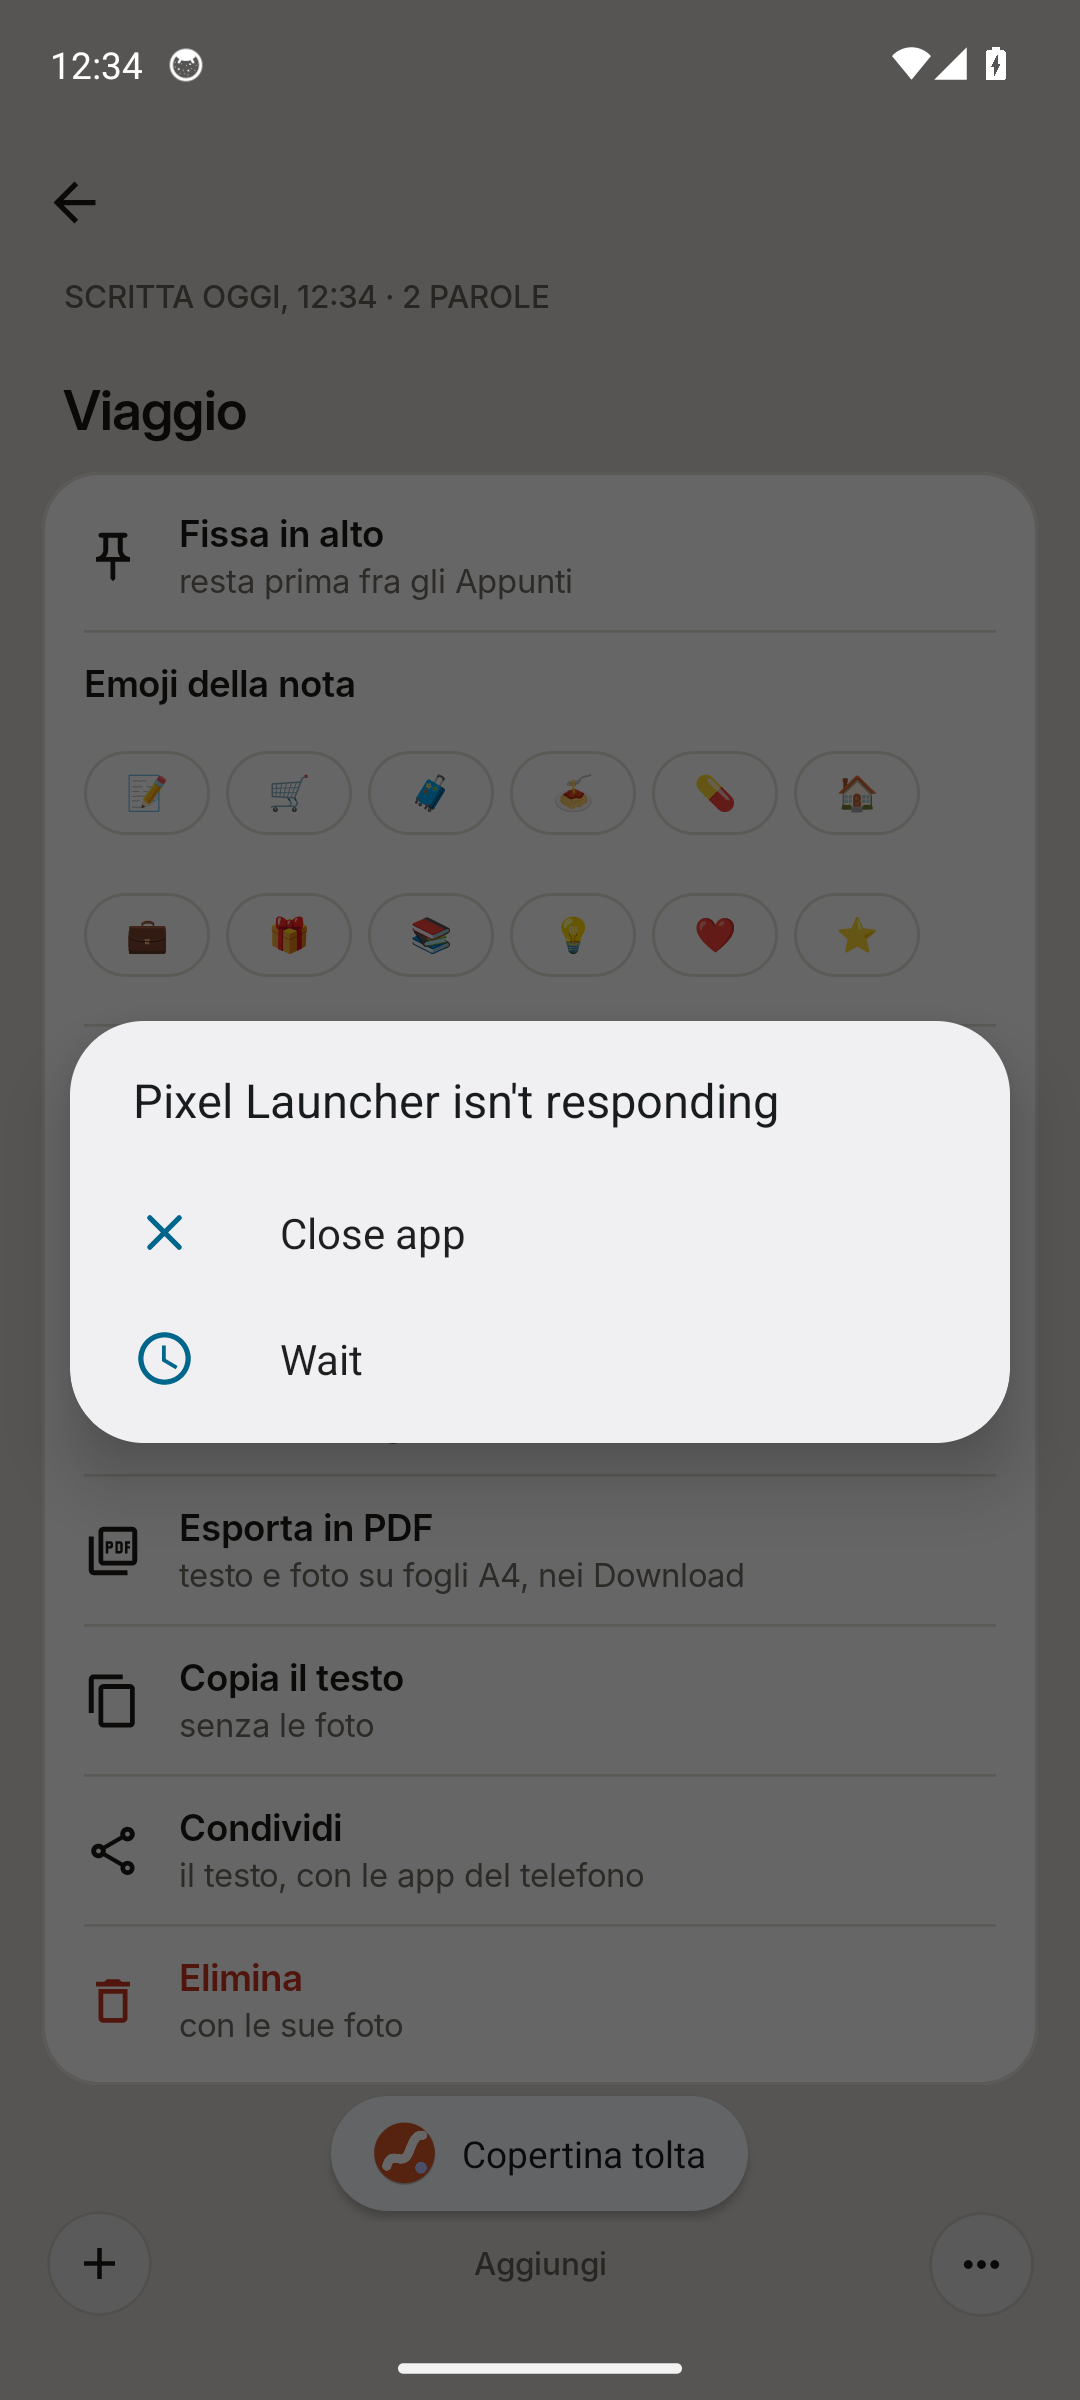 12:34
SCRITTA OGGI, 12:34 · 2 PAROLE
Viaggio
Fissa in alto
resta prima fra gli Appunti
Emoji della nota
Pixel Launcher isn't responding
Close app
Wait
PDF
Esporta in PDF
testo e foto su fogli A4, nei Download
Copia il testo
senza le foto
Condividi
il testo, con le app del telefono
Elimina
con le sue foto
Copertina tolta
Aggiungi